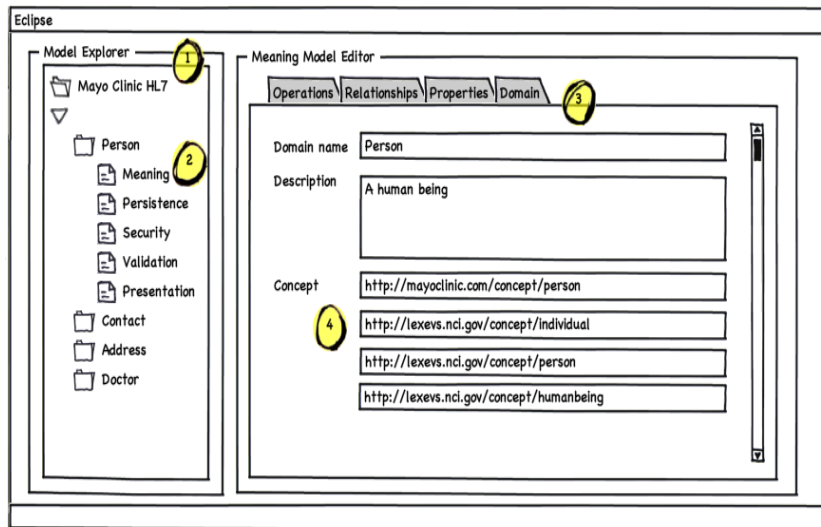 Eclipse
Model Explorer
1
Mayo Clinic HL7
Person
2
Meaning
Persistence
Security
Validation
Presentation
Contact
Address
Doctor
Meaning Model Editor
Operations Relationships Properties Domain
3
Domain name Person
Description
A human being
Concept http://mayoclinic.com/concept/person
4 http://lexevs.nci.gov/concept/individual
http://lexevs.nci.gov/concept/person
http://lexevs.nci.gov/concept/humanbeing